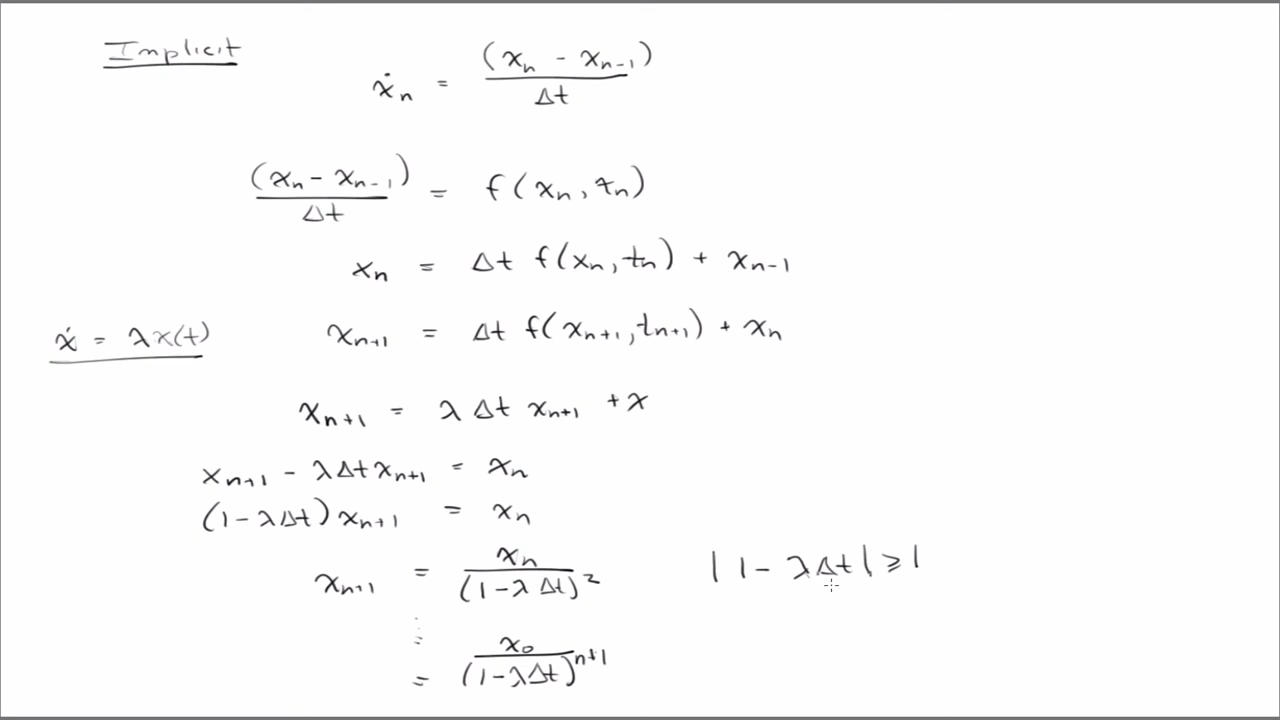 Implicit
ẋₙ = (xₙ - xₙ₋₁) / Δt
(xₙ - xₙ₋₁) / Δt = f(xₙ, tₙ)
xₙ = Δt f(xₙ, tₙ) + xₙ₋₁
ẋ = λx(t)
xₙ₊₁ = Δt f(xₙ₊₁, tₙ₊₁) + xₙ
xₙ₊₁ = λ Δt xₙ₊₁ + x
xₙ₊₁ - λΔt xₙ₊₁ = xₙ
(1 - λΔt) xₙ₊₁ = xₙ
xₙ₊₁ = xₙ / (1 - λ Δt)²
|1 - λΔt| ⩾ 1
⋮ =
= x₀ / (1 - λΔt)ⁿ⁺¹